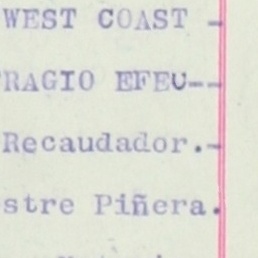 WEST COAST -
RAGIO EFEU--
Recaudador.-
stre Piñera.